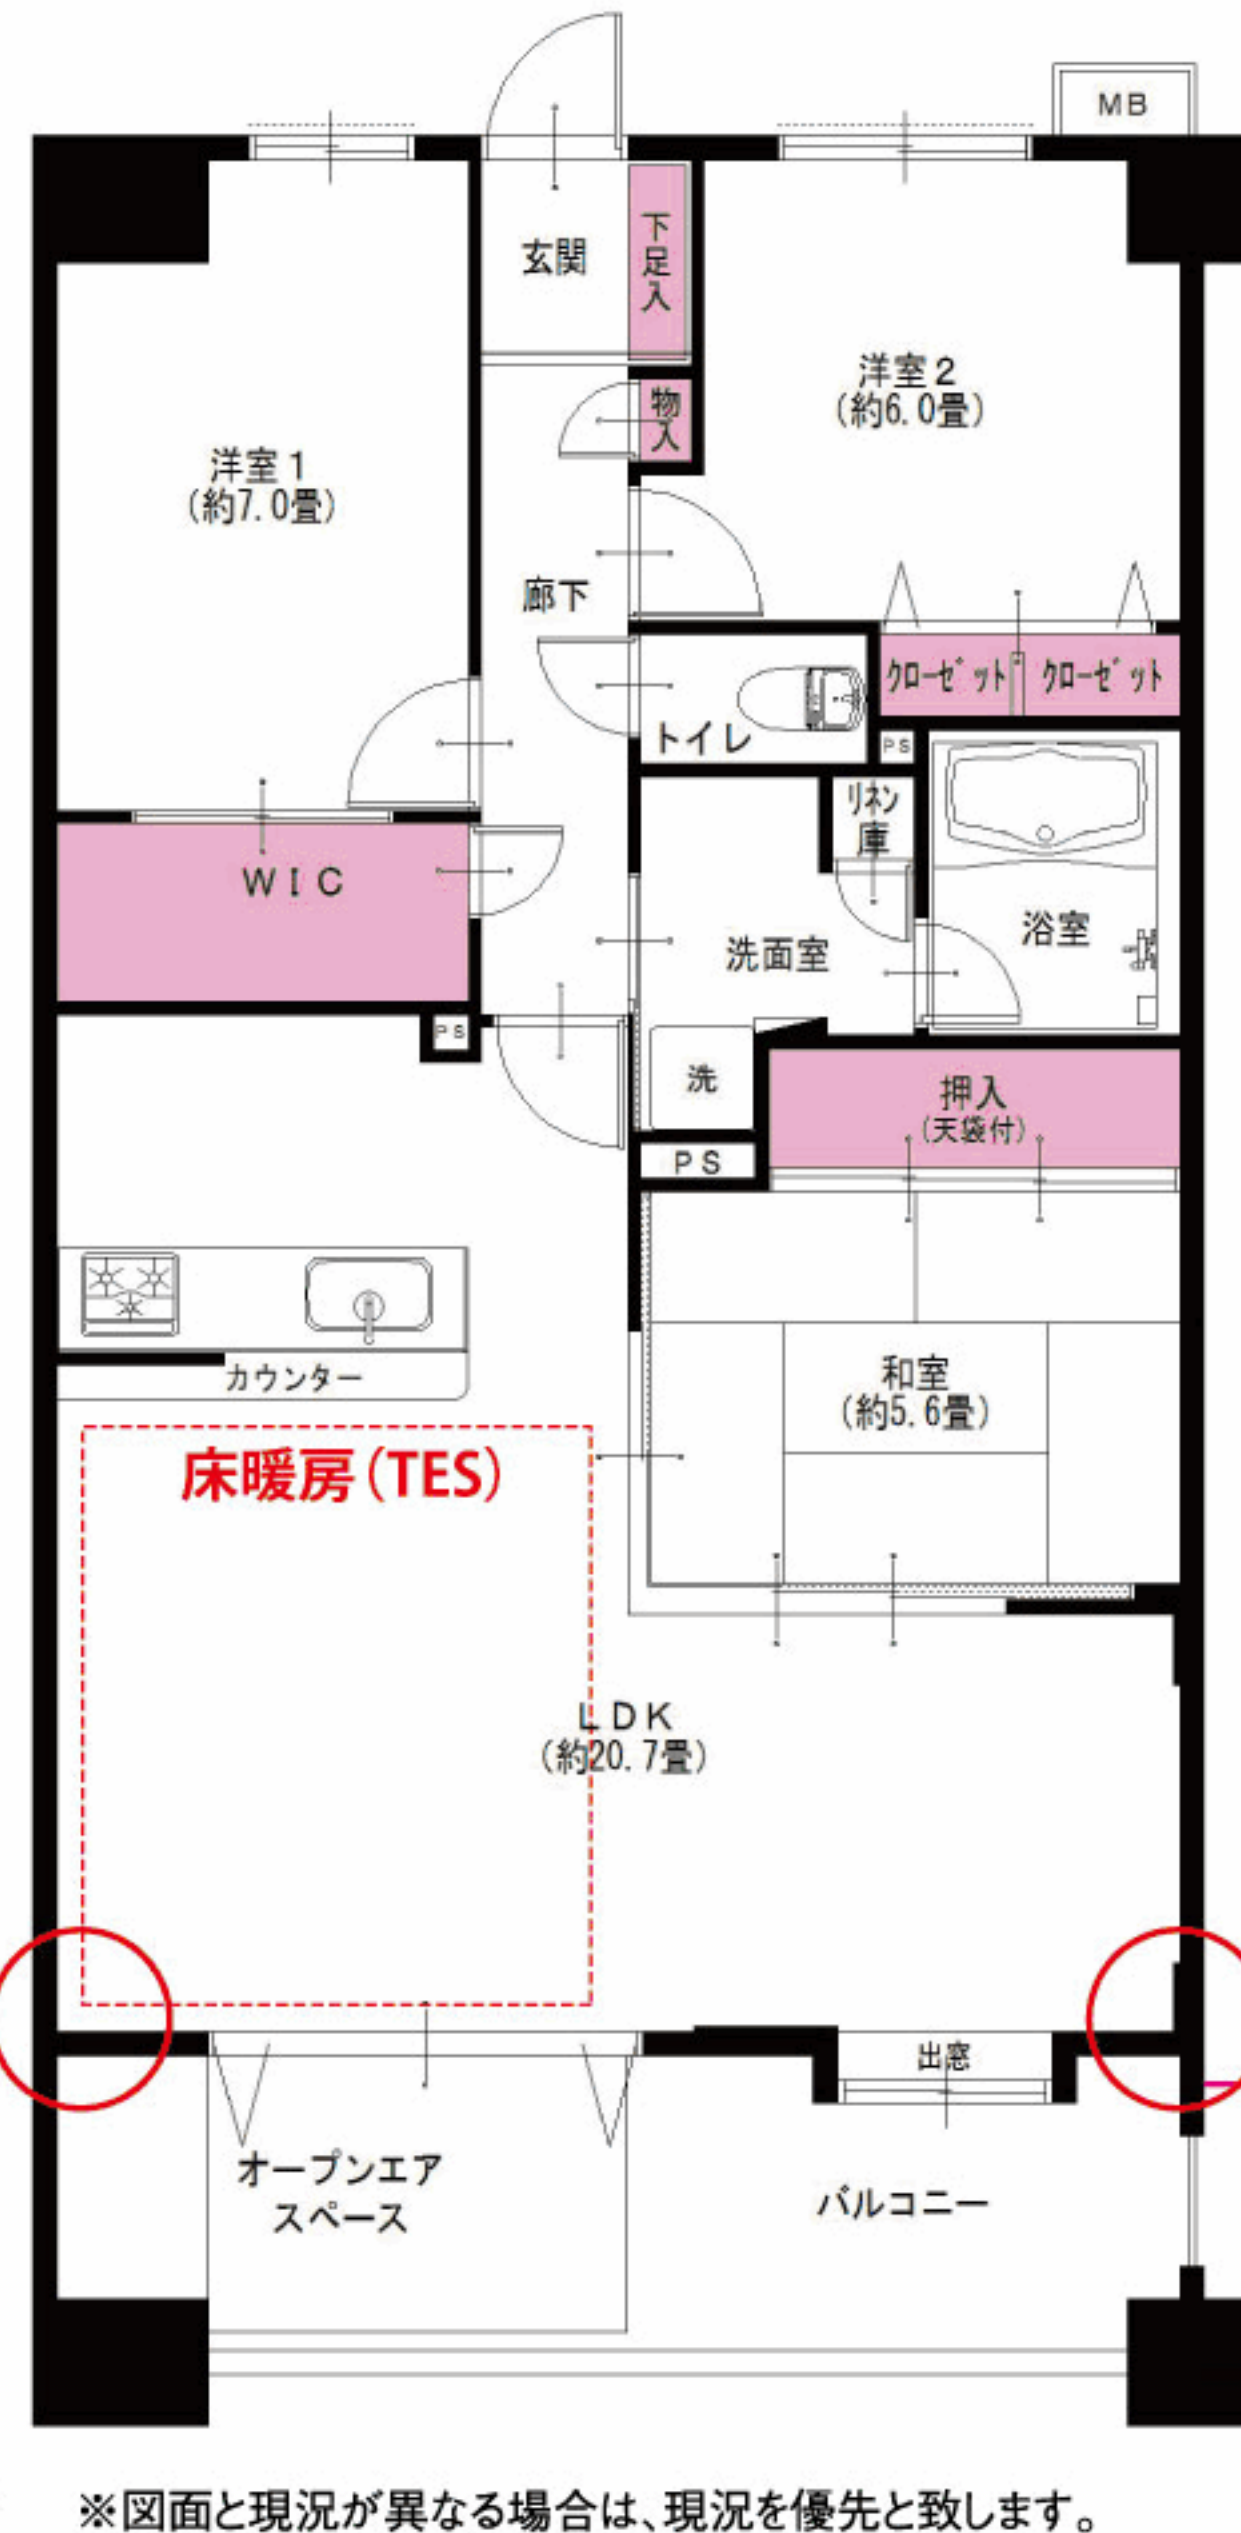 MB
玄関
下足入
洋室2
(約6.0畳)
物入
洋室1
(約7.0畳)
廊下
クローゼット
クローゼット
トイレ
PS
リネン
庫
WIC
洗面室
浴室
PS
洗
押入
(天袋付)
PS
和室
(約5.6畳)
カウンター
床暖房(TES)
LDK
(約20.7畳)
出窓
オープンエア
スペース
バルコニー
※図面と現況が異なる場合は、現況を優先と致します。